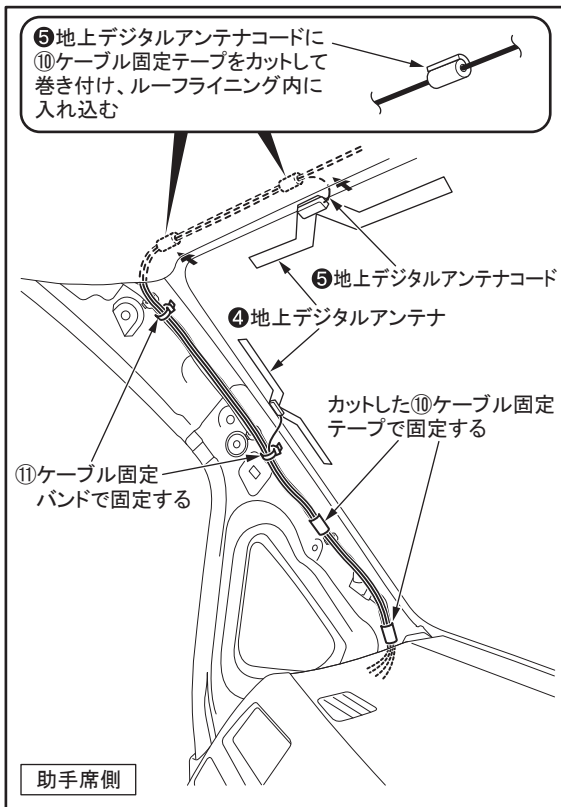 ❺地上デジタルアンテナコードに
⑩ケーブル固定テープをカットして
巻き付け、ルーフライニング内に
入れ込む
❺地上デジタルアンテナコード
❹地上デジタルアンテナ
カットした⑩ケーブル固定
テープで固定する
⑪ケーブル固定
バンドで固定する
助手席側